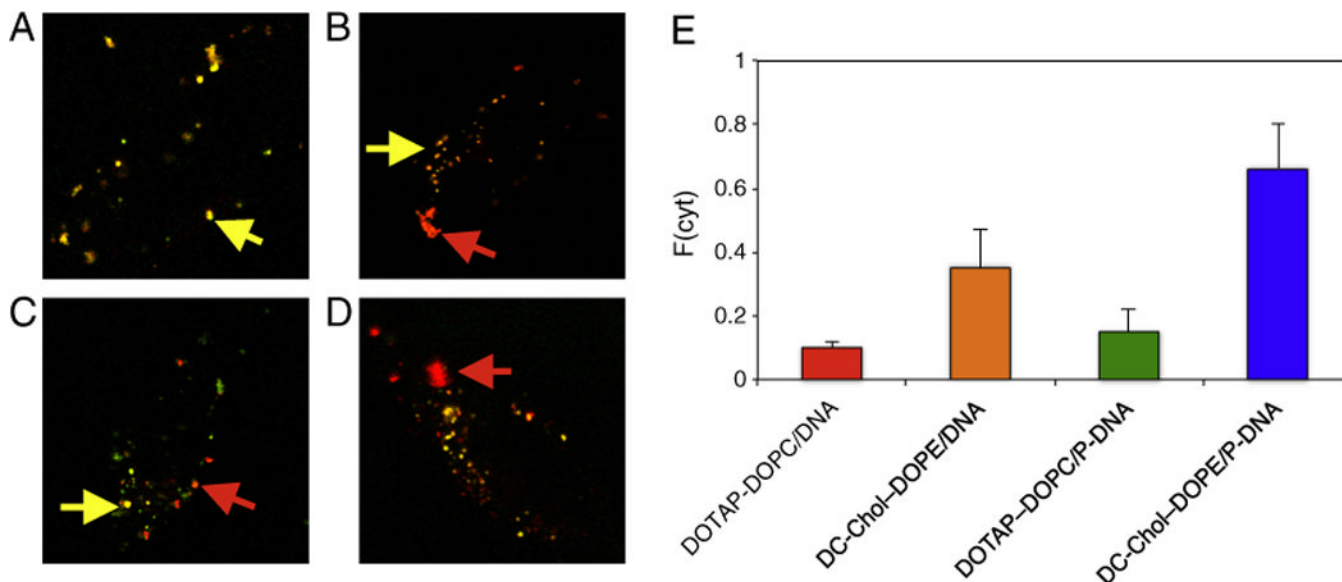 A
B
C
D
E
F(cyt)
1
0.8
0.6
0.4
0.2
0
DOTAP-DOPC/DNA
DC-Chol–DOPE/DNA
DOTAP–DOPC/P-DNA
DC-Chol–DOPE/P-DNA